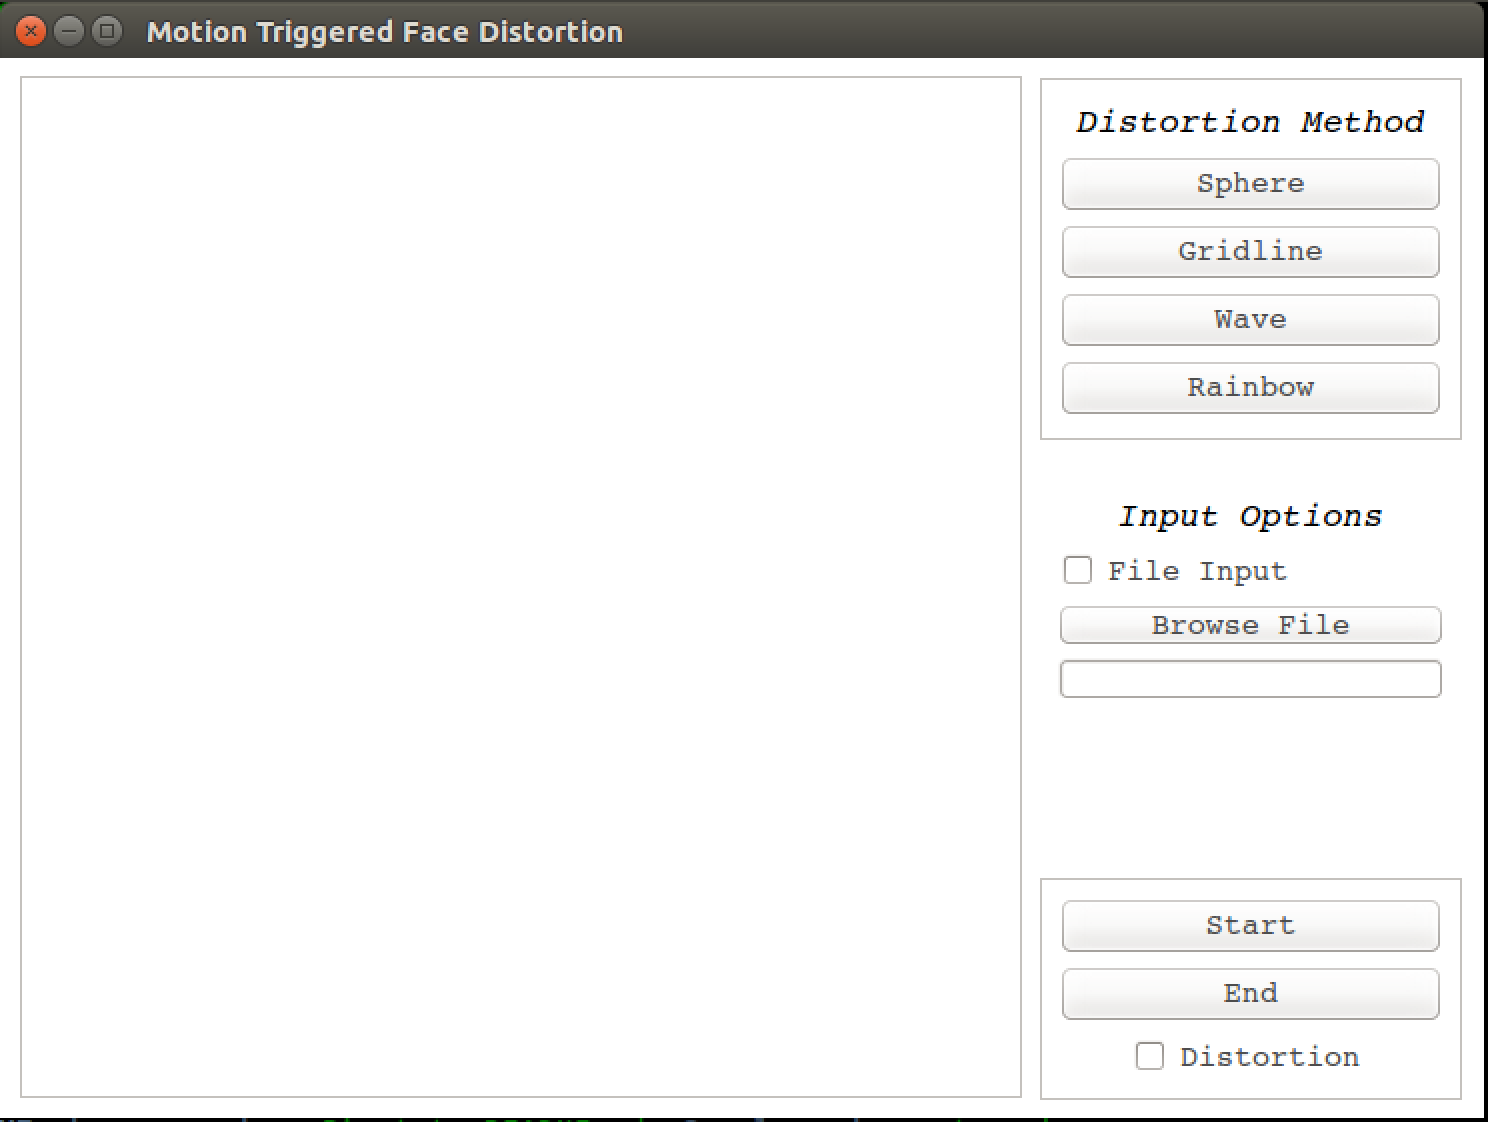 Motion Triggered Face Distortion
Distortion Method
Sphere
Gridline
Wave
Rainbow
Input Options
File Input
Browse File
Start
End
Distortion